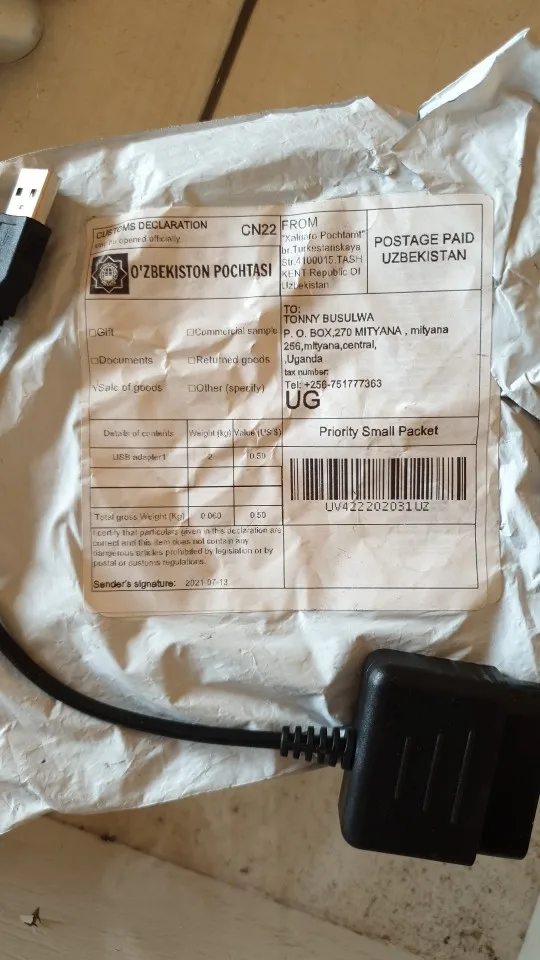 CUSTOMS DECLARATION
may be opened officially
CN22
O'ZBEKISTON POCHTASI
FROM
"Xalqaro Pochtamt"
br.Turkestanskaya
Str.4100015.TASH
KENT Republic Of
Uzbekistan
POSTAGE PAID
UZBEKISTAN
□Gift □Commercial sample
□Documents □Returned goods
√Sale of goods □Other (specify)
TO:
TONNY BUSULWA
P. O. BOX,270 MITYANA , mityana
256,mityana,central,
,Uganda
tax number:
Tel: +256-751777363
UG
Details of contents Weight (kg) Value (US $)
USB adapter1 0.50
Total gross Weight (Kg) 0.060 0.50
Priority Small Packet
UV422202031UZ
I certify that particulars given in this declaration are
correct and this item does not contain any
dangerous articles prohibited by legislation or by
postal or customs regulations.
Sender's signature: 2021-07-13